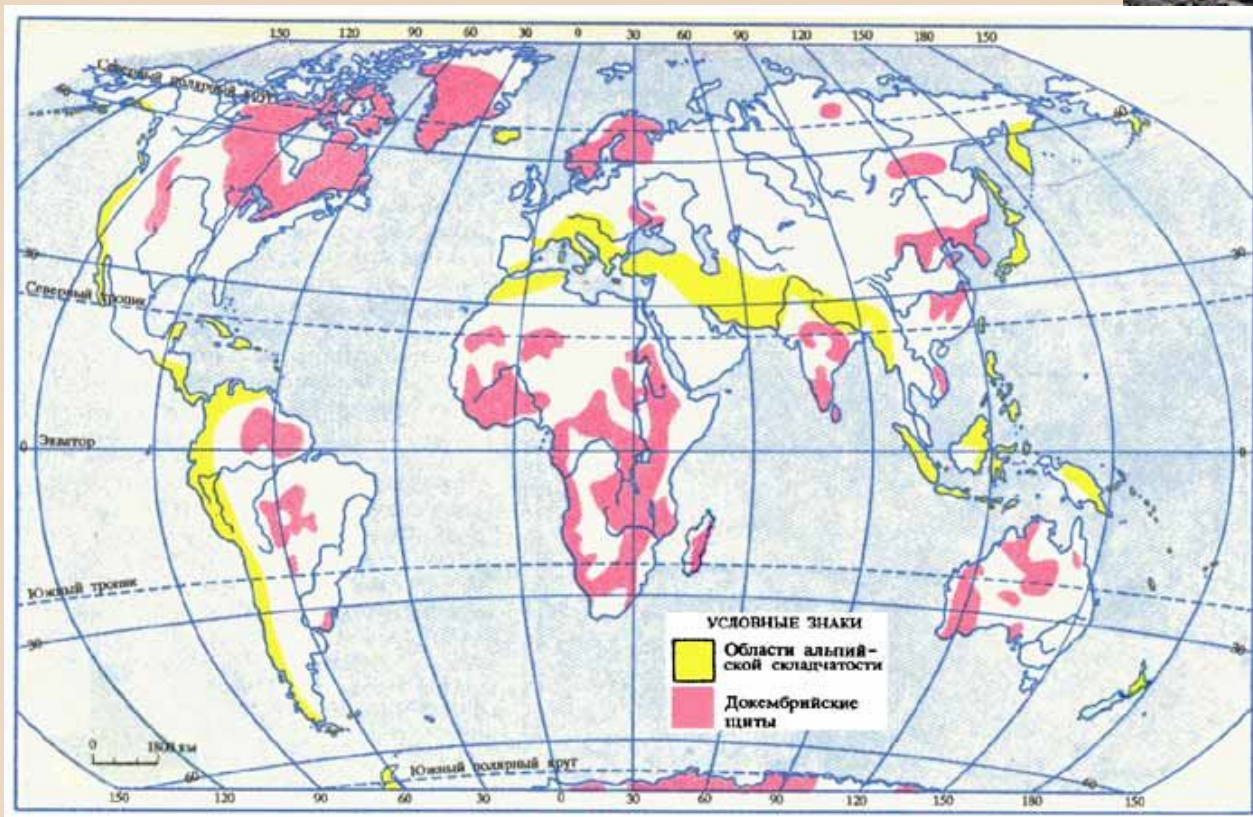 150 120 90 60 30 0 30 60 90 120 150 180 150
Северный полярный круг
60
60
30
30
Северный тропик
0 Экватор
0
Южный тропик
30
30
УСЛОВНЫЕ ЗНАКИ
Области альпий-
ской складчатости
Докембрийские
щиты
0 1800 км
60
Южный полярный круг
60
150 120 90 60 30 0 30 60 90 120 150 180 150